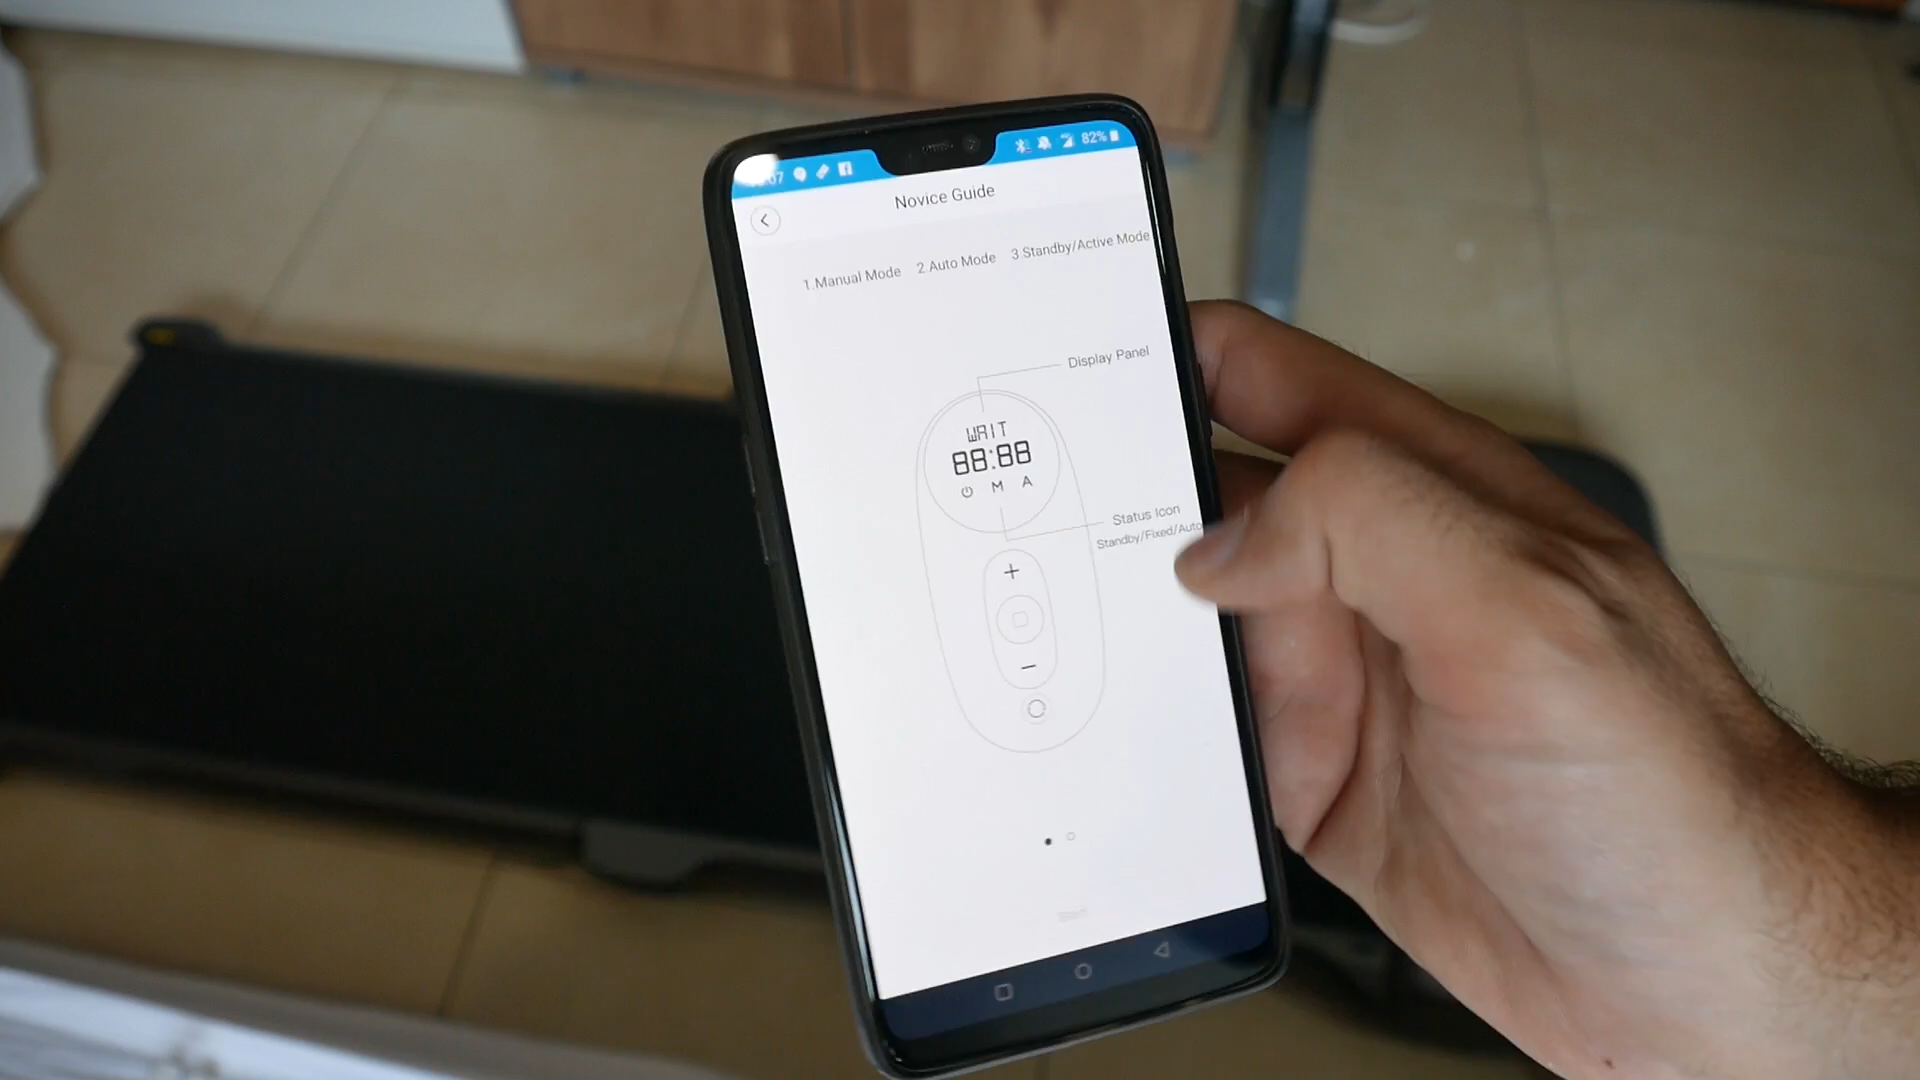 82%
Novice Guide
1.Manual Mode 2.Auto Mode 3.Standby/Active Mode
Display Panel
WAIT
88:88
M A
Status Icon
Standby/Fixed/Auto
+
−